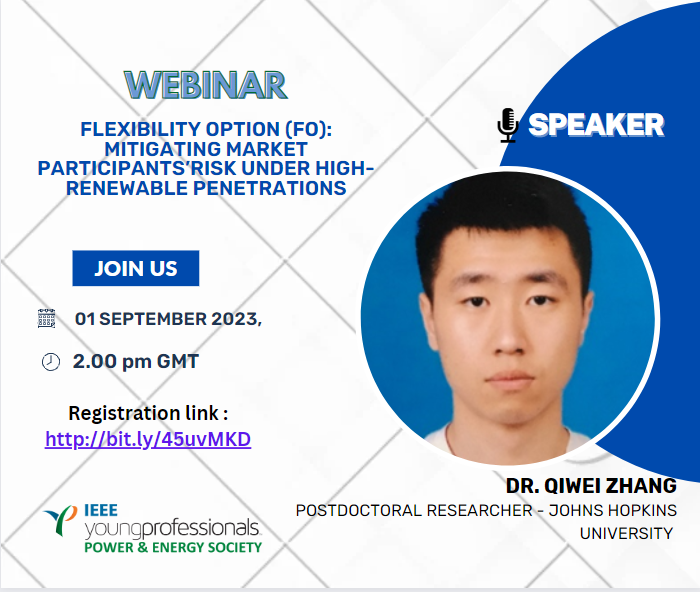 WEBINAR
FLEXIBILITY OPTION (FO):
MITIGATING MARKET
PARTICIPANTS'RISK UNDER HIGH-
RENEWABLE PENETRATIONS
SPEAKER
JOIN US
01 SEPTEMBER 2023,
2.00 pm GMT
Registration link :
http://bit.ly/45uvMKD
DR. QIWEI ZHANG
POSTDOCTORAL RESEARCHER - JOHNS HOPKINS
UNIVERSITY
IEEE
youngprofessionals
POWER & ENERGY SOCIETY